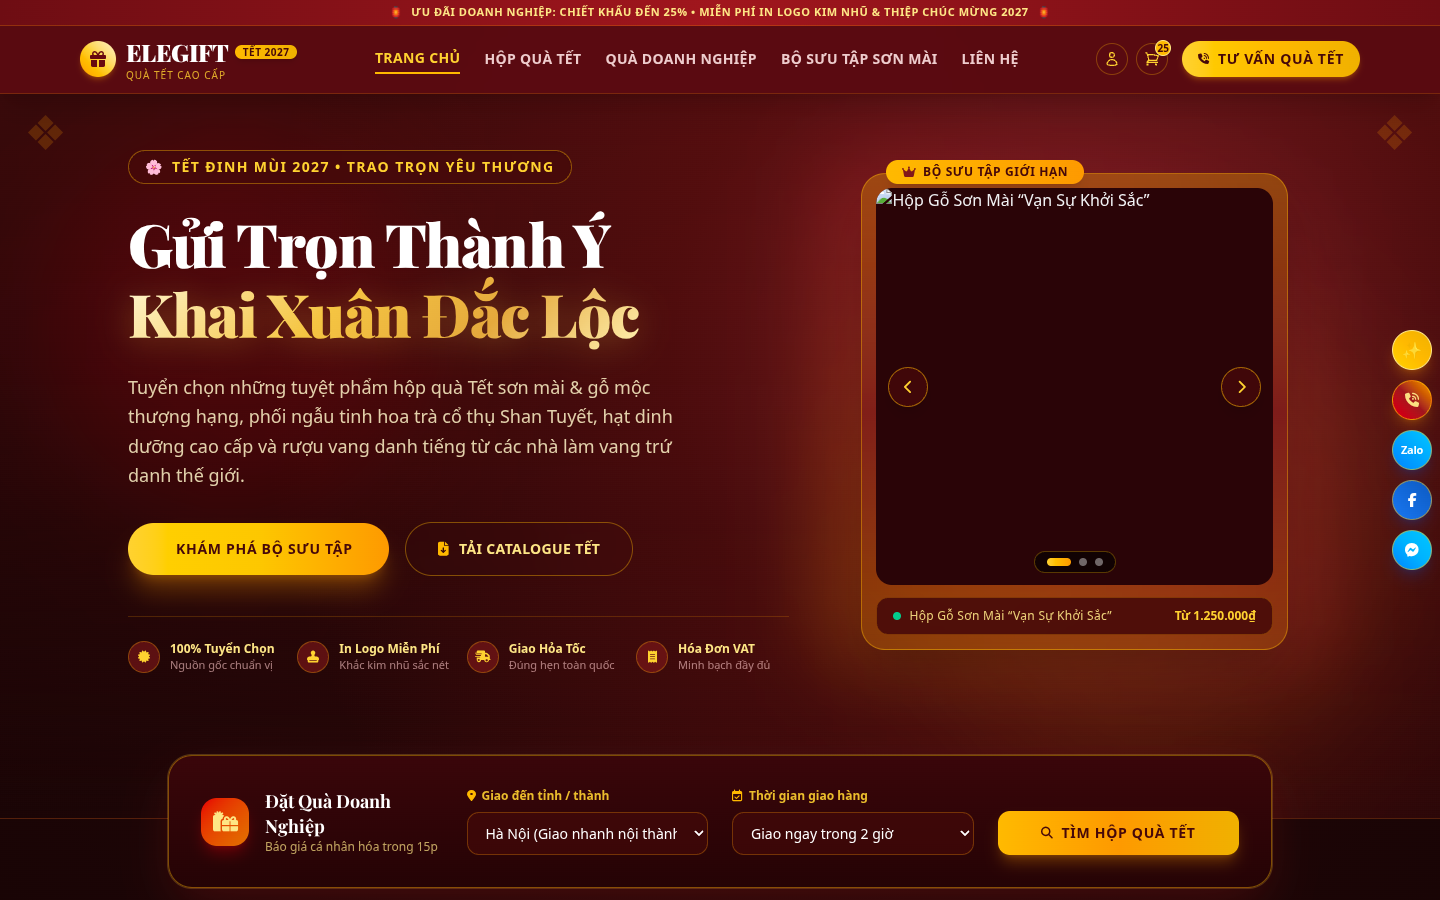 ƯU ĐÃI DOANH NGHIỆP: CHIẾT KHẤU ĐẾN 25% • MIỄN PHÍ IN LOGO KIM NHŨ & THIỆP CHÚC MỪNG 2027
ELEGIFT
TẾT 2027
QUÀ TẾT CAO CẤP
TRANG CHỦ
HỘP QUÀ TẾT
QUÀ DOANH NGHIỆP
BỘ SƯU TẬP SƠN MÀI
LIÊN HỆ
25
TƯ VẤN QUÀ TẾT
TẾT ĐINH MÙI 2027 • TRAO TRỌN YÊU THƯƠNG
Gửi Trọn Thành Ý
Khai Xuân Đắc Lộc
Tuyển chọn những tuyệt phẩm hộp quà Tết sơn mài & gỗ mộc
thượng hạng, phối ngẫu tinh hoa trà cổ thụ Shan Tuyết, hạt dinh
dưỡng cao cấp và rượu vang danh tiếng từ các nhà làm vang trứ
danh thế giới.
KHÁM PHÁ BỘ SƯU TẬP
TẢI CATALOGUE TẾT
100% Tuyển Chọn
Nguồn gốc chuẩn vị
In Logo Miễn Phí
Khắc kim nhũ sắc nét
Giao Hỏa Tốc
Đúng hẹn toàn quốc
Hóa Đơn VAT
Minh bạch đầy đủ
BỘ SƯU TẬP GIỚI HẠN
Hộp Gỗ Sơn Mài “Vạn Sự Khởi Sắc”
Hộp Gỗ Sơn Mài “Vạn Sự Khởi Sắc”
Từ 1.250.000₫
Zalo
Đặt Quà Doanh
Nghiệp
Báo giá cá nhân hóa trong 15p
Giao đến tỉnh / thành
Hà Nội (Giao nhanh nội thành
Thời gian giao hàng
Giao ngay trong 2 giờ
TÌM HỘP QUÀ TẾT